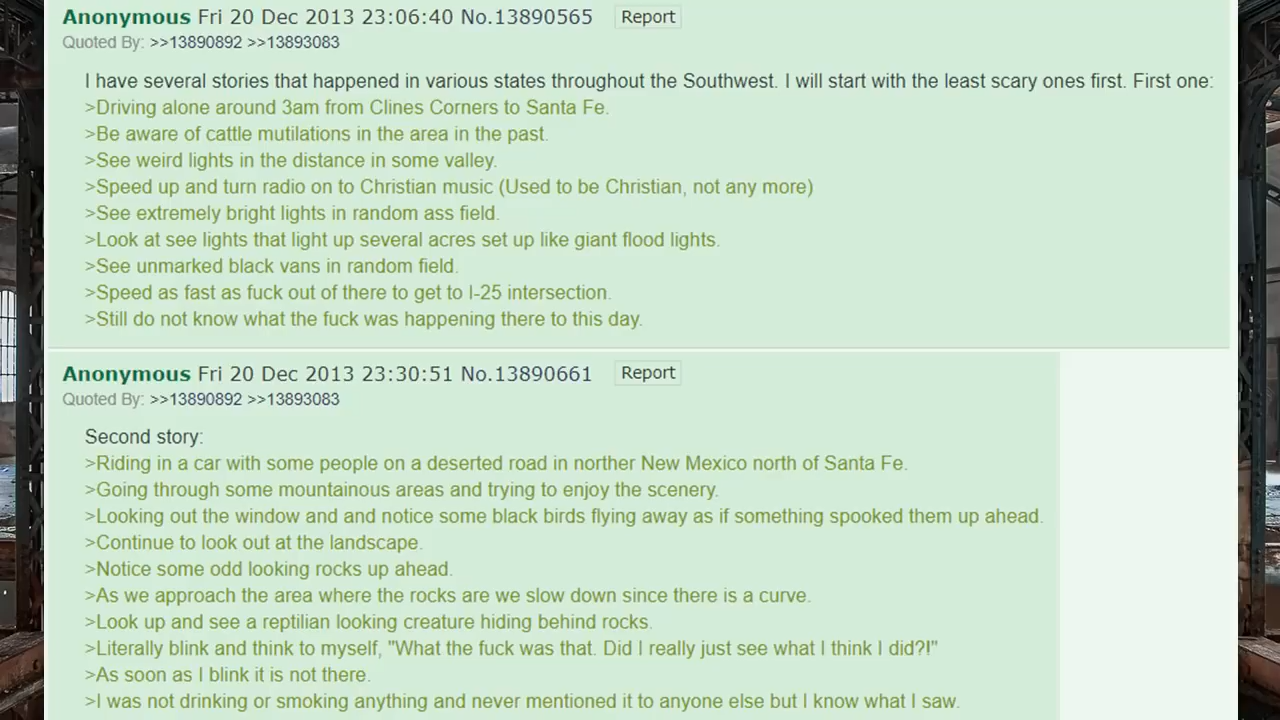 Anonymous Fri 20 Dec 2013 23:06:40 No.13890565 Report
Quoted By: >>13890892 >>13893083
I have several stories that happened in various states throughout the Southwest. I will start with the least scary ones first. First one:
>Driving alone around 3am from Clines Corners to Santa Fe.
>Be aware of cattle mutilations in the area in the past.
>See weird lights in the distance in some valley.
>Speed up and turn radio on to Christian music (Used to be Christian, not any more)
>See extremely bright lights in random ass field.
>Look at see lights that light up several acres set up like giant flood lights.
>See unmarked black vans in random field.
>Speed as fast as fuck out of there to get to I-25 intersection.
>Still do not know what the fuck was happening there to this day.
Anonymous Fri 20 Dec 2013 23:30:51 No.13890661 Report
Quoted By: >>13890892 >>13893083
Second story:
>Riding in a car with some people on a deserted road in norther New Mexico north of Santa Fe.
>Going through some mountainous areas and trying to enjoy the scenery.
>Looking out the window and and notice some black birds flying away as if something spooked them up ahead.
>Continue to look out at the landscape.
>Notice some odd looking rocks up ahead.
>As we approach the area where the rocks are we slow down since there is a curve.
>Look up and see a reptilian looking creature hiding behind rocks.
>Literally blink and think to myself, "What the fuck was that. Did I really just see what I think I did?!"
>As soon as I blink it is not there.
>I was not drinking or smoking anything and never mentioned it to anyone else but I know what I saw.